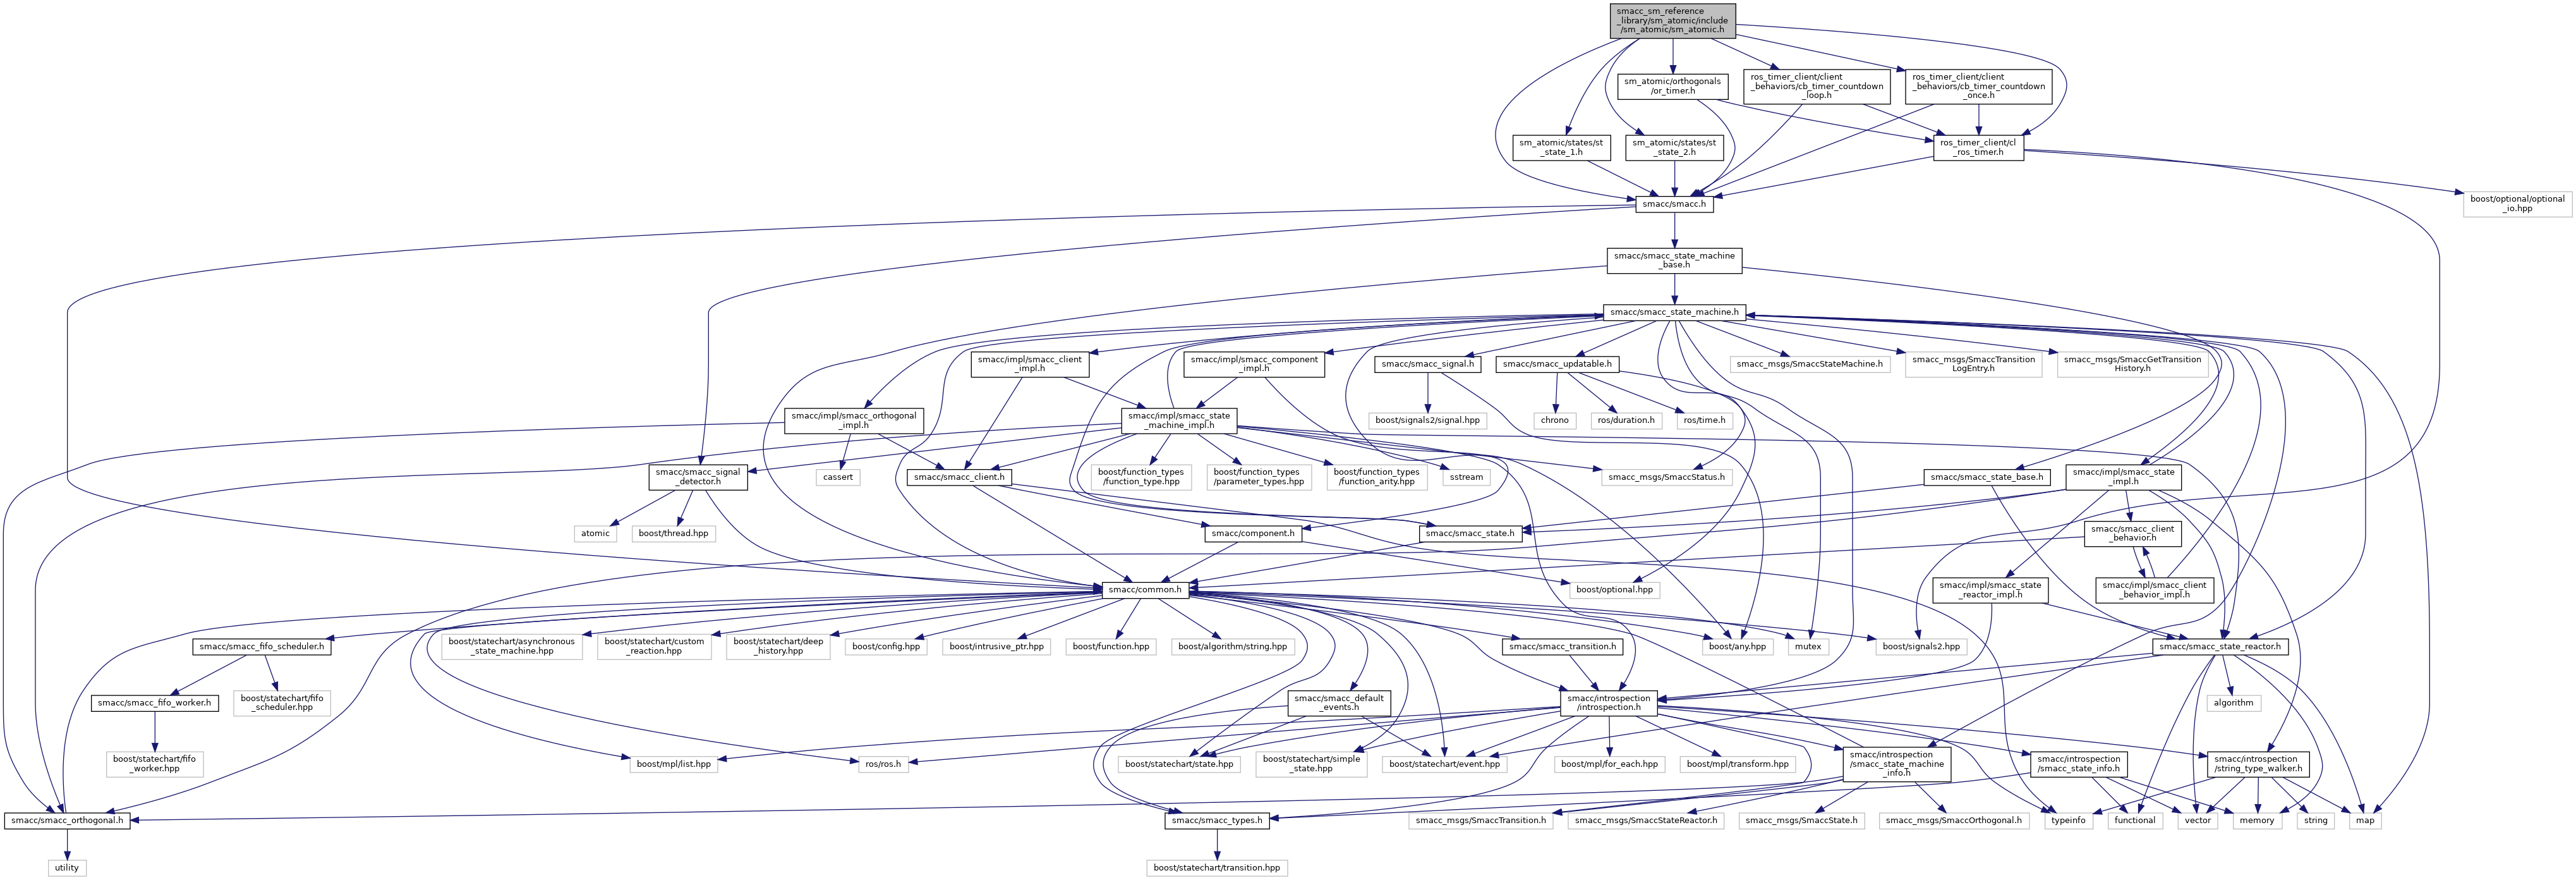 smacc_sm_reference
_library/sm_atomic/include
/sm_atomic/sm_atomic.h
sm_atomic/orthogonals
/or_timer.h
ros_timer_client/client
_behaviors/cb_timer_countdown
_loop.h
ros_timer_client/client
_behaviors/cb_timer_countdown
_once.h
sm_atomic/states/st
_state_1.h
sm_atomic/states/st
_state_2.h
ros_timer_client/cl
_ros_timer.h
smacc/smacc.h
boost/optional/optional
_io.hpp
smacc/smacc_state_machine
_base.h
smacc/smacc_state_machine.h
smacc/impl/smacc_client
_impl.h
smacc/impl/smacc_component
_impl.h
smacc/smacc_signal.h
smacc/smacc_updatable.h
smacc_msgs/SmaccStateMachine.h
smacc_msgs/SmaccTransition
LogEntry.h
smacc_msgs/SmaccGetTransition
History.h
smacc/impl/smacc_orthogonal
_impl.h
smacc/impl/smacc_state
_machine_impl.h
boost/signals2/signal.hpp
chrono
ros/duration.h
ros/time.h
smacc/smacc_signal
_detector.h
cassert
smacc/smacc_client.h
boost/function_types
/function_type.hpp
boost/function_types
/parameter_types.hpp
boost/function_types
/function_arity.hpp
sstream
smacc_msgs/SmaccStatus.h
smacc/smacc_state_base.h
smacc/impl/smacc_state
_impl.h
atomic
boost/thread.hpp
smacc/component.h
smacc/smacc_state.h
smacc/smacc_client
_behavior.h
smacc/common.h
boost/optional.hpp
smacc/impl/smacc_state
_reactor_impl.h
smacc/impl/smacc_client
_behavior_impl.h
smacc/smacc_fifo_scheduler.h
boost/statechart/asynchronous
_state_machine.hpp
boost/statechart/custom
_reaction.hpp
boost/statechart/deep
_history.hpp
boost/config.hpp
boost/intrusive_ptr.hpp
boost/function.hpp
boost/algorithm/string.hpp
smacc/smacc_transition.h
boost/any.hpp
mutex
boost/signals2.hpp
smacc/smacc_state_reactor.h
smacc/smacc_fifo_worker.h
boost/statechart/fifo
_scheduler.hpp
smacc/smacc_default
_events.h
smacc/introspection
/introspection.h
algorithm
boost/statechart/fifo
_worker.hpp
boost/mpl/list.hpp
ros/ros.h
boost/statechart/state.hpp
boost/statechart/simple
_state.hpp
boost/statechart/event.hpp
boost/mpl/for_each.hpp
boost/mpl/transform.hpp
smacc/introspection
/smacc_state_machine
_info.h
smacc/introspection
/smacc_state_info.h
smacc/introspection
/string_type_walker.h
smacc/smacc_orthogonal.h
smacc/smacc_types.h
smacc_msgs/SmaccTransition.h
smacc_msgs/SmaccStateReactor.h
smacc_msgs/SmaccState.h
smacc_msgs/SmaccOrthogonal.h
typeinfo
functional
vector
memory
string
map
utility
boost/statechart/transition.hpp